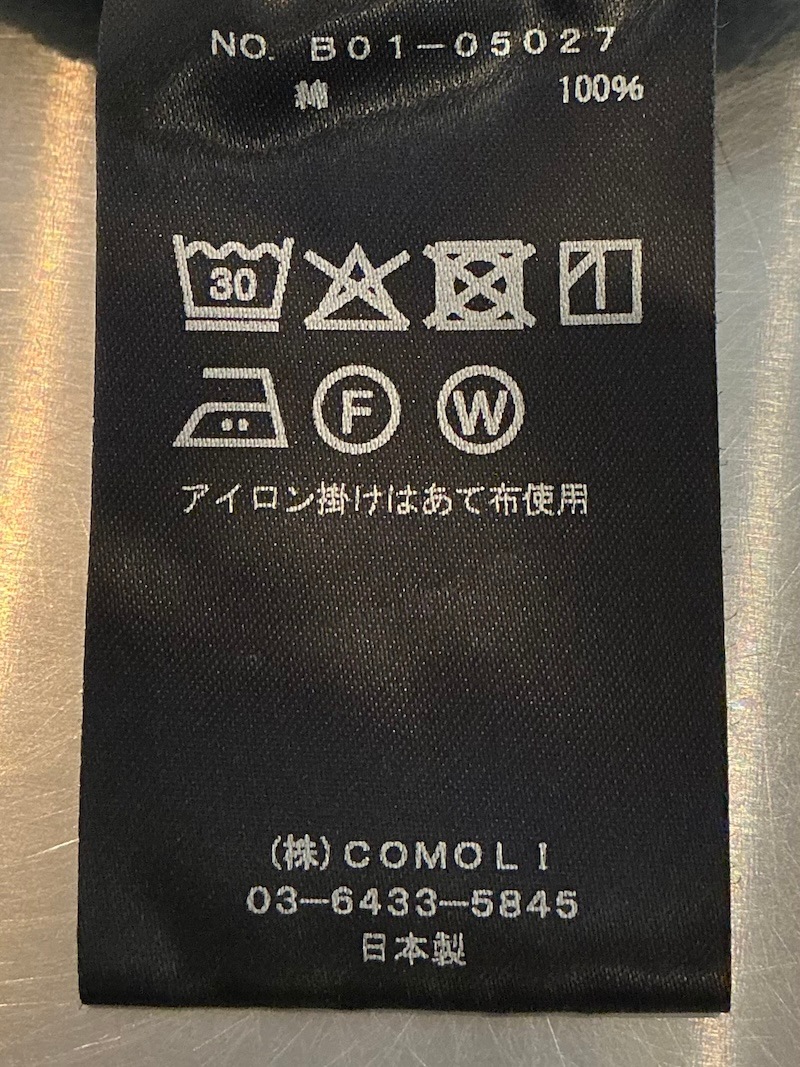 NO. B01-05027
綿 100%
30
F W
アイロン掛けはあて布使用
(株)COMOLI
03-6433-5845
日本製